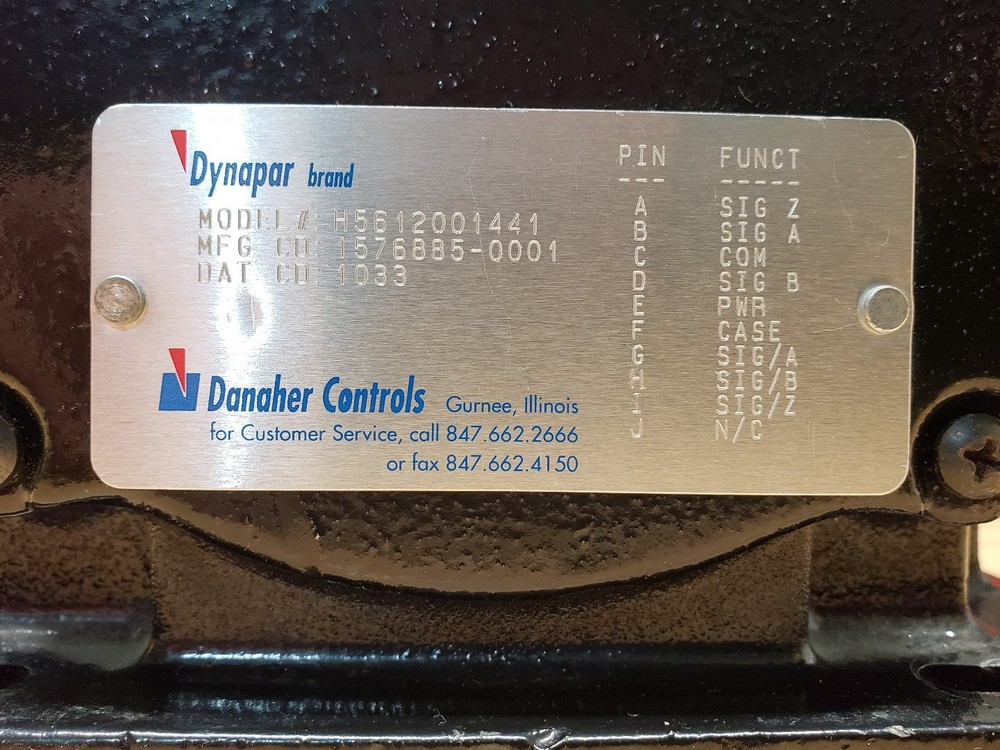 Dynapar brand
MODEL#: H5612001441
MFG CD: 1576885-0001
DAT CD: 1033
PIN FUNCT
--- -----
A SIG Z
B SIG A
C COM
D SIG B
E PWR
F CASE
G SIG/A
H SIG/B
I SIG/Z
J N/C
Danaher Controls Gurnee, Illinois
for Customer Service, call 847.662.2666
or fax 847.662.4150